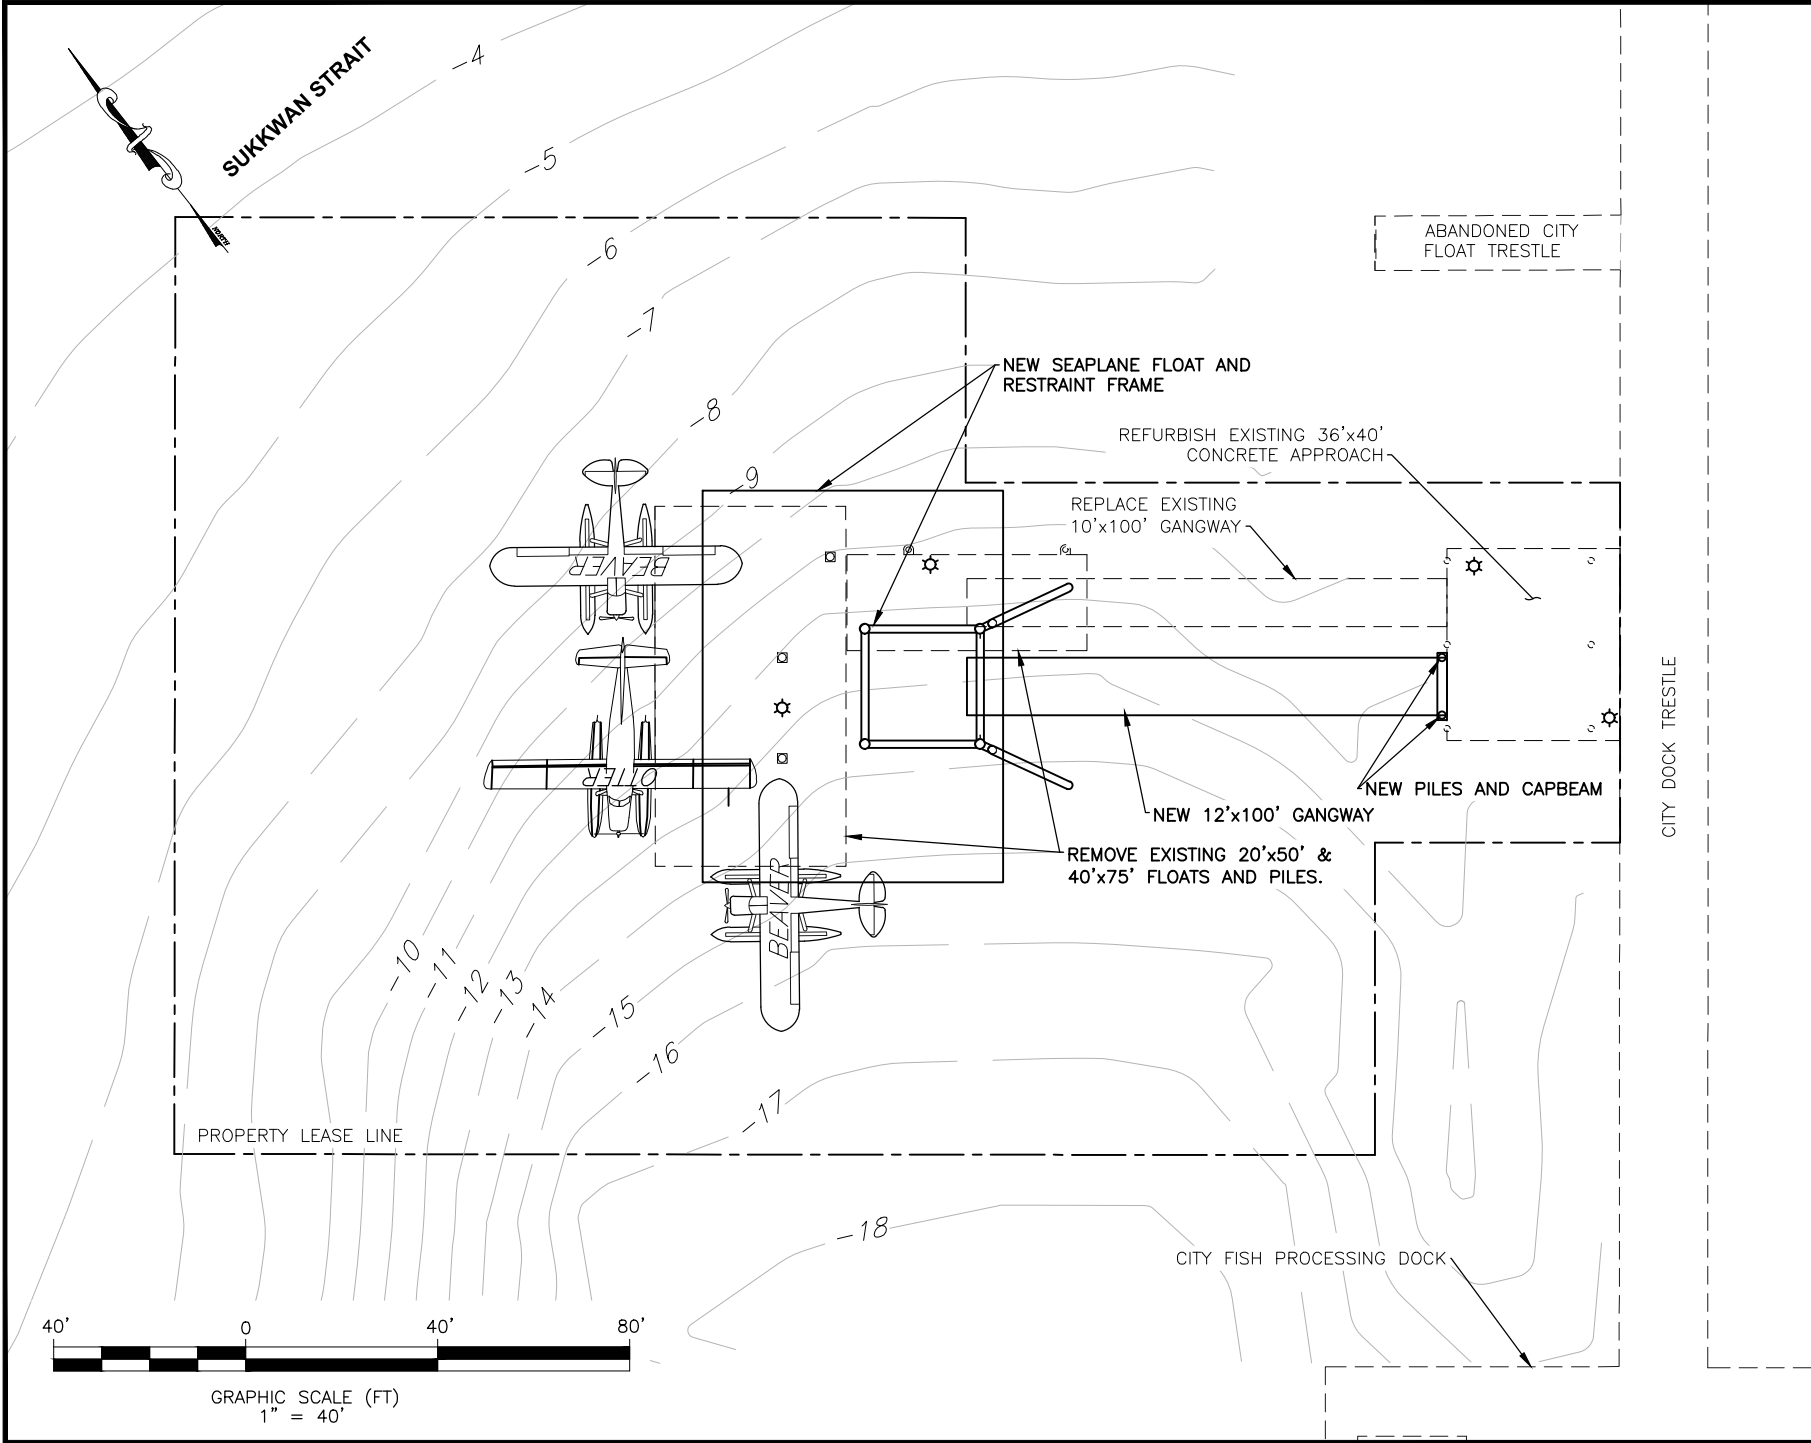 SUKKWAN STRAIT
NORTH
-4
-5
-6
-7
-8
-9
ABANDONED CITY
FLOAT TRESTLE
NEW SEAPLANE FLOAT AND
RESTRAINT FRAME
REFURBISH EXISTING 36'x40'
CONCRETE APPROACH
REPLACE EXISTING
10'x100' GANGWAY
BEAVER
OTTER
BEAVER
CITY DOCK TRESTLE
NEW PILES AND CAPBEAM
NEW 12'x100' GANGWAY
REMOVE EXISTING 20'x50' &
40'x75' FLOATS AND PILES.
-10
-11
-12
-13
-14
-15
-16
-17
-18
PROPERTY LEASE LINE
CITY FISH PROCESSING DOCK
40' 0 40' 80'
GRAPHIC SCALE (FT)
1" = 40'